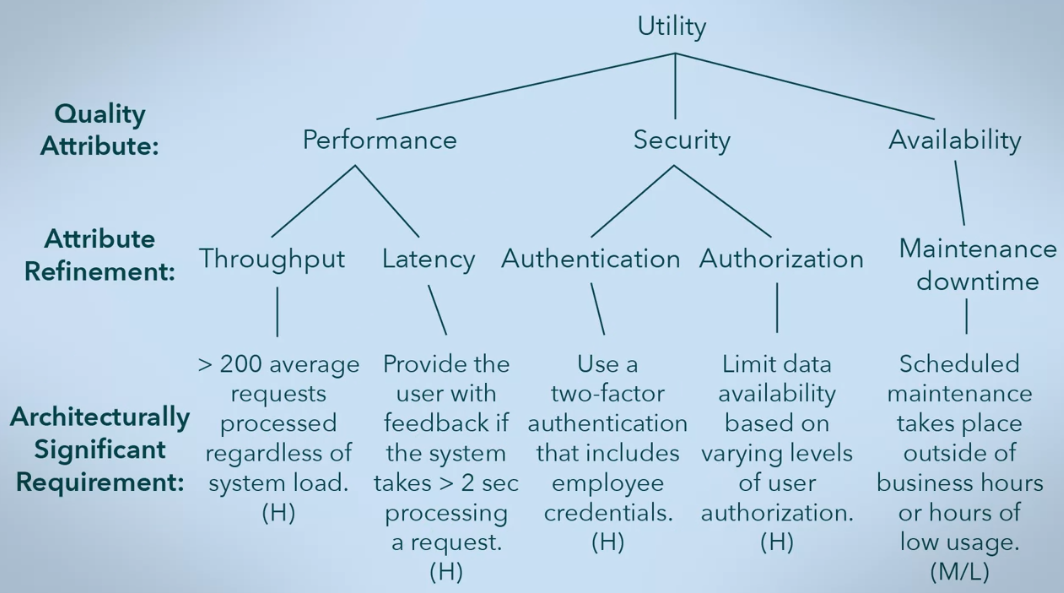 Utility
Quality
Attribute:
Performance
Security
Availability
Attribute
Refinement:
Throughput
Latency
Authentication
Authorization
Maintenance
downtime
Architecturally
Significant
Requirement:
> 200 average
requests
processed
regardless of
system load.
(H)
Provide the
user with
feedback if
the system
takes > 2 sec
processing
a request.
(H)
Use a
two-factor
authentication
that includes
employee
credentials.
(H)
Limit data
availability
based on
varying levels
of user
authorization.
(H)
Scheduled
maintenance
takes place
outside of
business hours
or hours of
low usage.
(M/L)